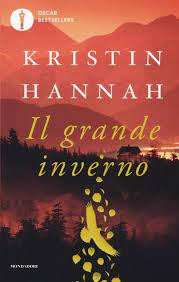 OSCAR
BESTSELLERS
KRISTIN
HANNAH
Il grande
inverno
MONDADORI